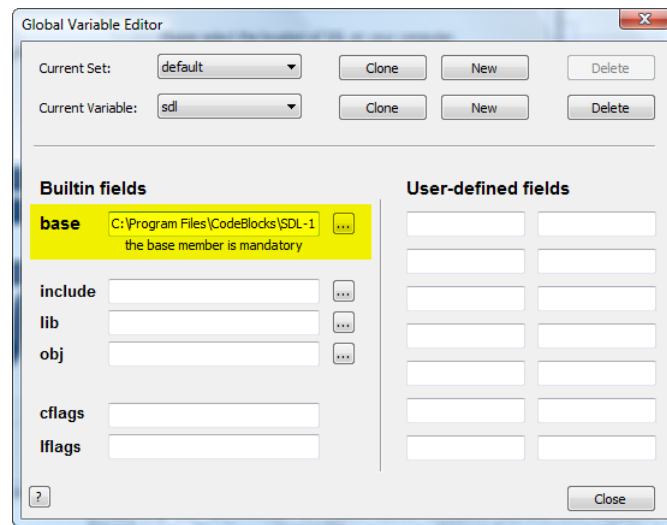 Global Variable Editor
Current Set: default Clone New Delete
Current Variable: sdl Clone New Delete
Builtin fields User-defined fields
base C:\Program Files\CodeBlocks\SDL-1 ...
the base member is mandatory
include ...
lib ...
obj ...
cflags
lflags
? Close